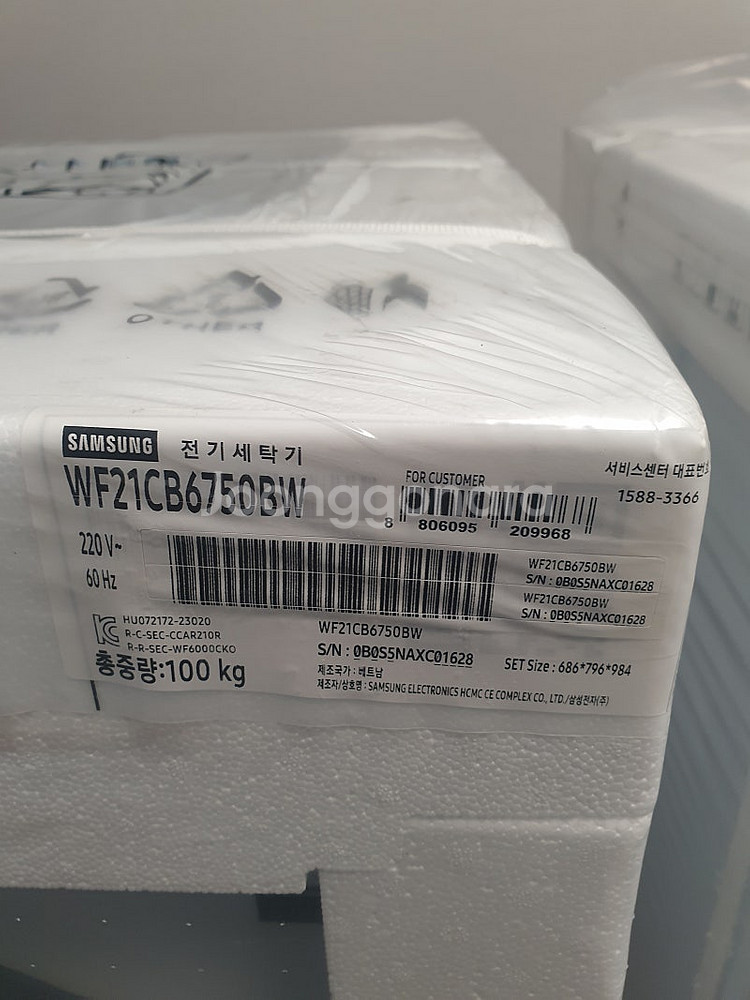 SAMSUNG 전기세탁기
WF21CB6750BW
FOR CUSTOMER
8 806095 209968
서비스센터 대표번호
1588-3366
Joonggonara
220 V~
60 Hz
WF21CB6750BW
S/N : 0B0S5NAXC01628
WF21CB6750BW
S/N : 0B0S5NAXC01628
HU072172-23020
R-C-SEC-CCAR210R
R-R-SEC-WF6000CKO
총중량:100 kg
WF21CB6750BW
S/N : 0B0S5NAXC01628
제조국가 : 베트남
제조자/상호명 : SAMSUNG ELECTRONICS HCMC CE COMPLEX CO., LTD./삼성전자(주)
SET Size : 686*796*984